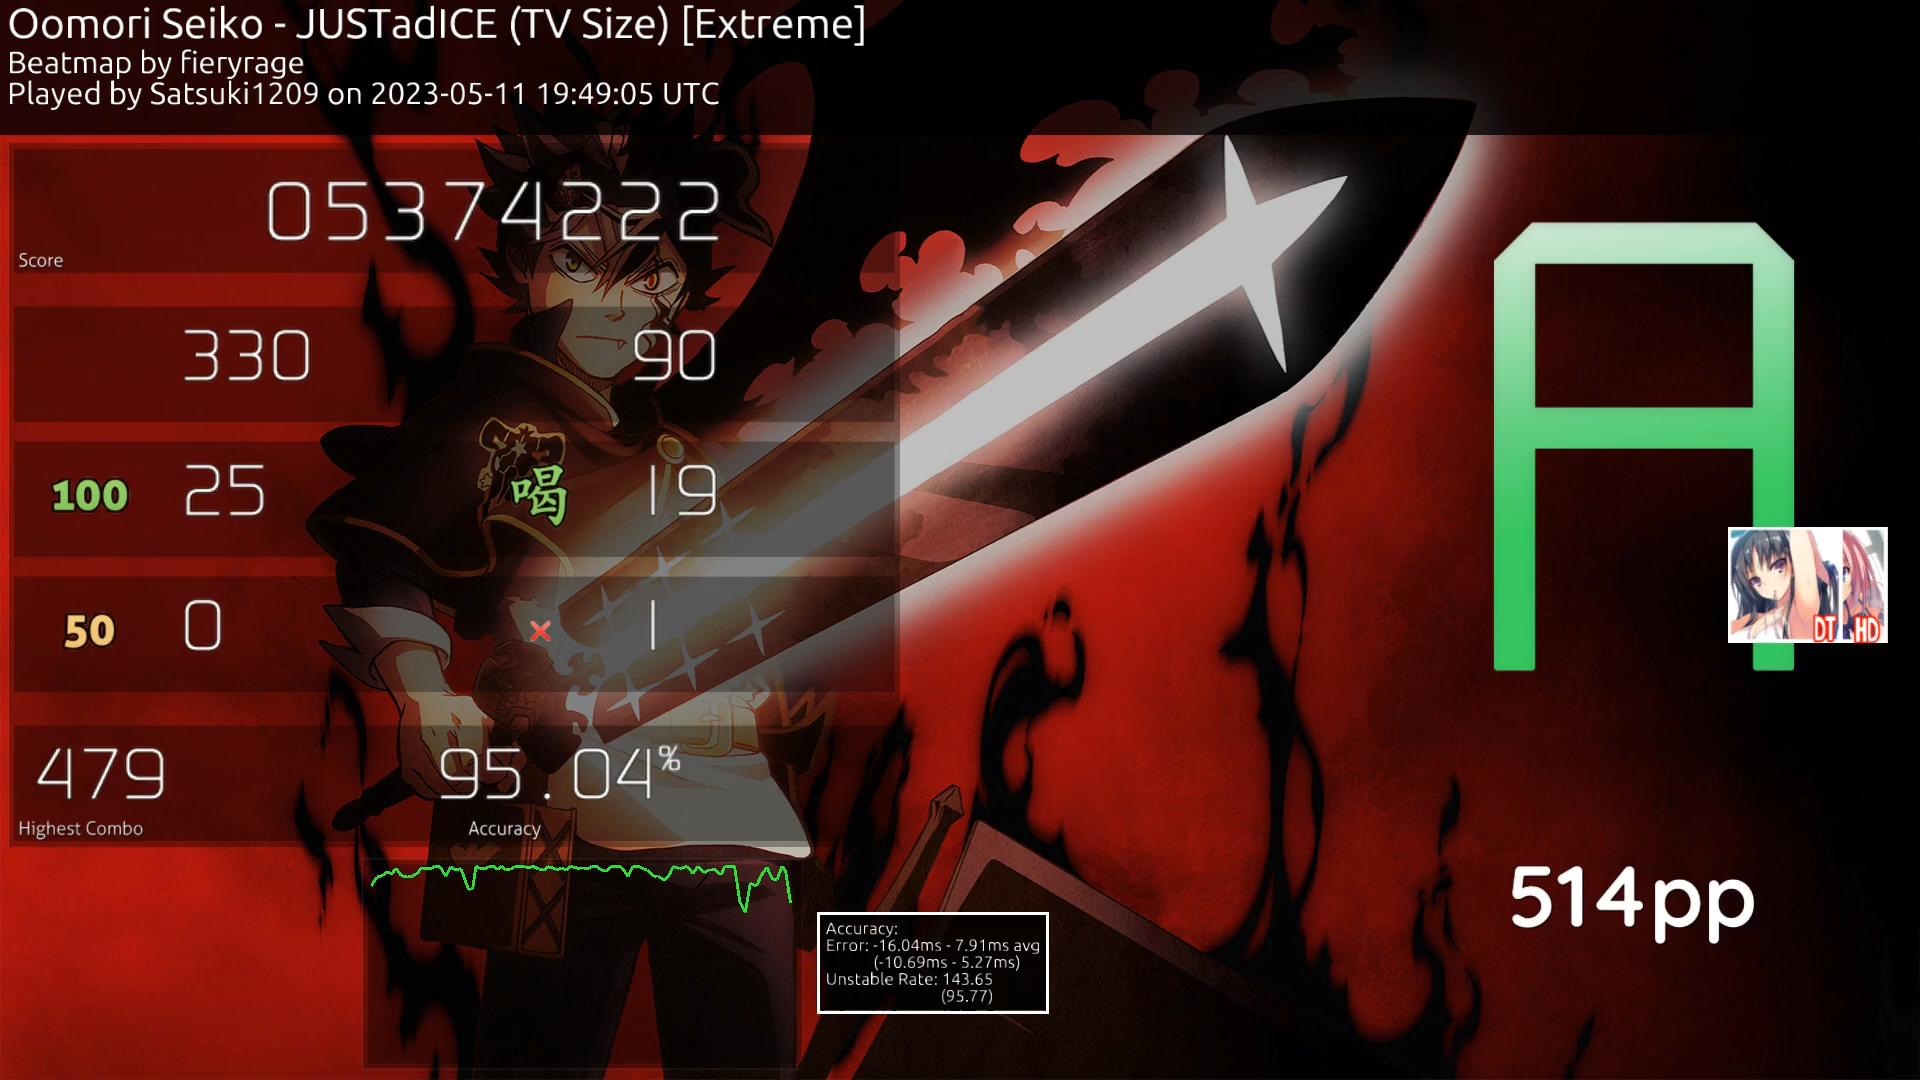 Oomori Seiko - JUSTadICE (TV Size) [Extreme]
Beatmap by fieryrage
Played by Satsuki1209 on 2023-05-11 19:49:05 UTC
05374222
Score
330 90
100 25 喝 19
50 0 1
479 95.04%
Highest Combo Accuracy
A
DT HD
514pp
Accuracy:
Error: -16.04ms - 7.91ms avg
(-10.69ms - 5.27ms)
Unstable Rate: 143.65
(95.77)